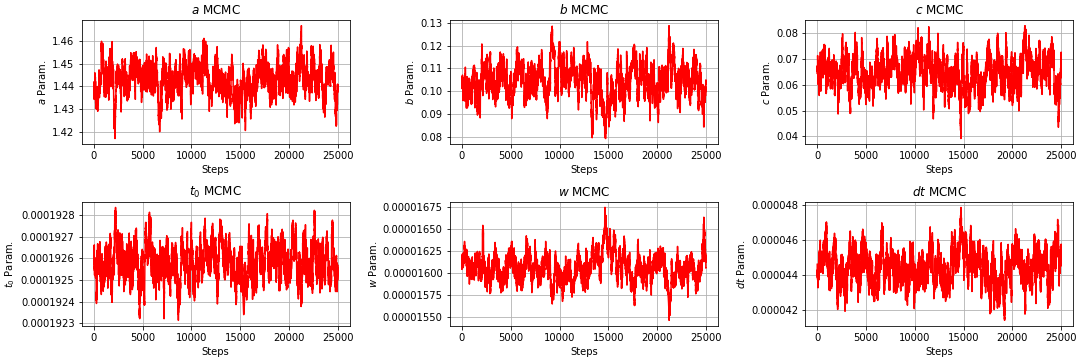 a MCMC
b MCMC
c MCMC
a Param.
1.46
1.45
1.44
1.43
1.42
0 5000 10000 15000 20000 25000
Steps
b Param.
0.13
0.12
0.11
0.10
0.09
0.08
0 5000 10000 15000 20000 25000
Steps
c Param.
0.08
0.07
0.06
0.05
0.04
0 5000 10000 15000 20000 25000
Steps
t₀ MCMC
w MCMC
dt MCMC
t₀ Param.
0.0001928
0.0001927
0.0001926
0.0001925
0.0001924
0.0001923
0 5000 10000 15000 20000 25000
Steps
w Param.
0.00001675
0.00001650
0.00001625
0.00001600
0.00001575
0.00001550
0 5000 10000 15000 20000 25000
Steps
dt Param.
0.000048
0.000046
0.000044
0.000042
0 5000 10000 15000 20000 25000
Steps